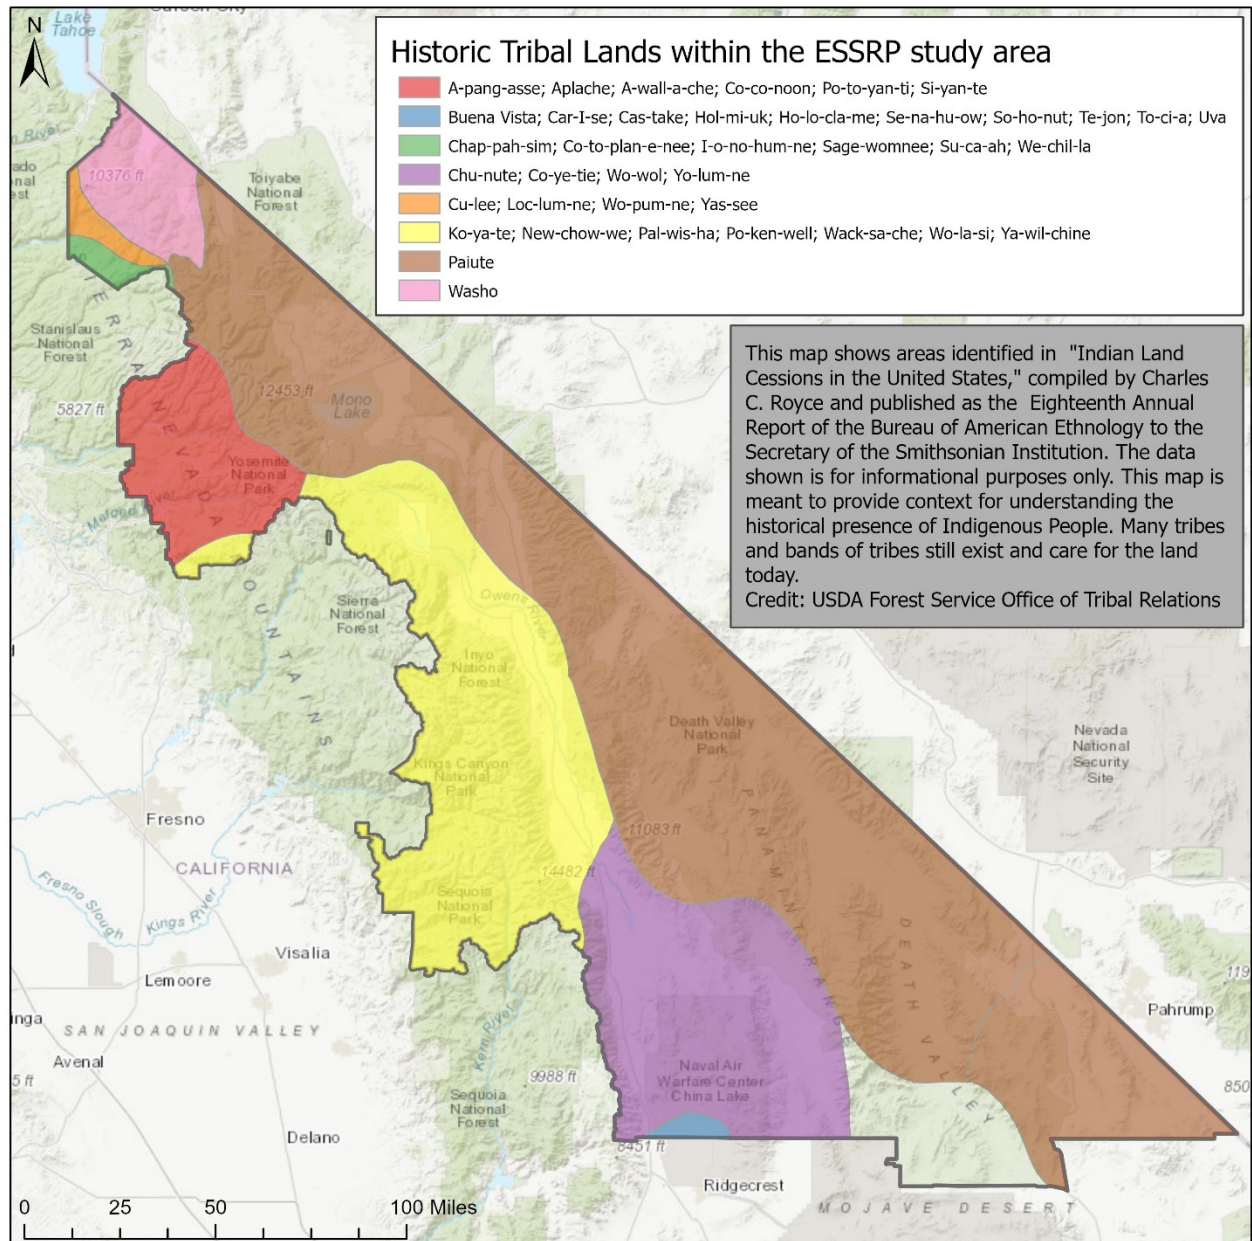 Lake
Tahoe
N
Historic Tribal Lands within the ESSRP study area
A-pang-asse; Aplache; A-wall-a-che; Co-co-noon; Po-to-yan-ti; Si-yan-te
Buena Vista; Car-I-se; Cas-take; Hol-mi-uk; Ho-lo-cla-me; Se-na-hu-ow; So-ho-nut; Te-jon; To-ci-a; Uva
Chap-pah-sim; Co-to-plan-e-nee; I-o-no-hum-ne; Sage-womnee; Su-ca-ah; We-chil-la
Chu-nute; Co-ye-tie; Wo-wol; Yo-lum-ne
Cu-lee; Loc-lum-ne; Wo-pum-ne; Yas-see
Ko-ya-te; New-chow-we; Pal-wis-ha; Po-ken-well; Wack-sa-che; Wo-la-si; Ya-wil-chine
Paiute
Washo
This map shows areas identified in "Indian Land
Cessions in the United States," compiled by Charles
C. Royce and published as the Eighteenth Annual
Report of the Bureau of American Ethnology to the
Secretary of the Smithsonian Institution. The data
shown is for informational purposes only. This map is
meant to provide context for understanding the
historical presence of Indigenous People. Many tribes
and bands of tribes still exist and care for the land
today.
Credit: USDA Forest Service Office of Tribal Relations
10376 ft
Toiyabe
National
Forest
Stanislaus
National
Forest
12453 ft
Mono
Lake
5827 ft
Yosemite
National
Park
Merced River
Sierra
National
Forest
Owens River
Inyo
National
Forest
Death Valley
National
Park
Nevada
National
Security
Site
Kings Canyon
National
Park
PANAMINT RANGE
Fresno
11083 ft
CALIFORNIA
14482 ft
Fresno Slough
Kings River
Sequoia
National
Park
DEATH VALLEY
Visalia
Lemoore
119
Pahrump
inga
SAN JOAQUIN VALLEY
Avenal
Kern River
5 ft
9988 ft
Naval Air
Warfare Center
China Lake
850
Sequoia
National
Forest
Delano
8451 ft
Ridgecrest
MOJAVE DESERT
0 25 50 100 Miles